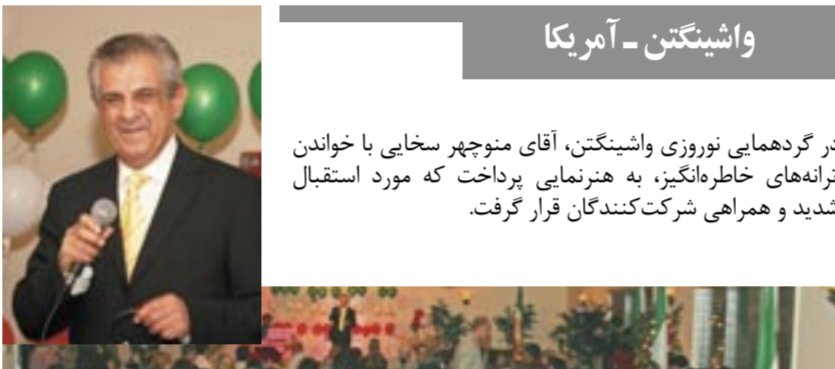 واشینگتن ـ آمریکا
در گردهمایی نوروزی واشینگتن، آقای منوچهر سخایی با خواندن
ترانه‌های خاطره‌انگیز، به هنرنمایی پرداخت که مورد استقبال
شدید و همراهی شرکت‌کنندگان قرار گرفت.